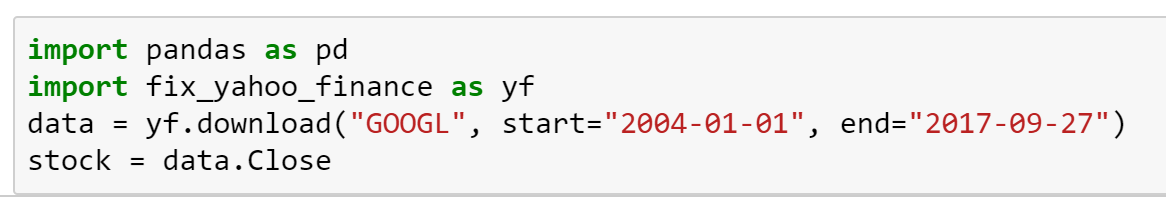 import pandas as pd
import fix_yahoo_finance as yf
data = yf.download("GOOGL", start="2004-01-01", end="2017-09-27")
stock = data.Close